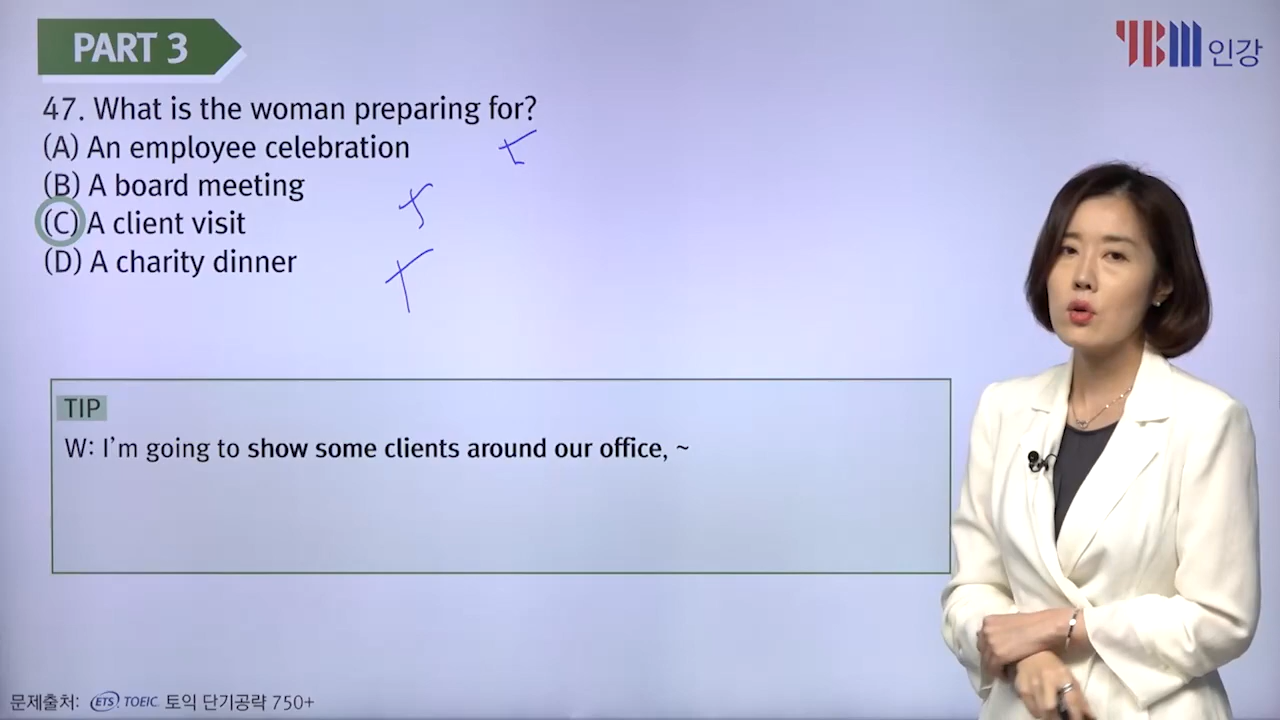 PART 3
YBM 인강
47. What is the woman preparing for?
(A) An employee celebration
(B) A board meeting
(C) A client visit
(D) A charity dinner
TIP
W: I'm going to show some clients around our office, ~
문제출처: ETS TOEIC 토익 단기공략 750+